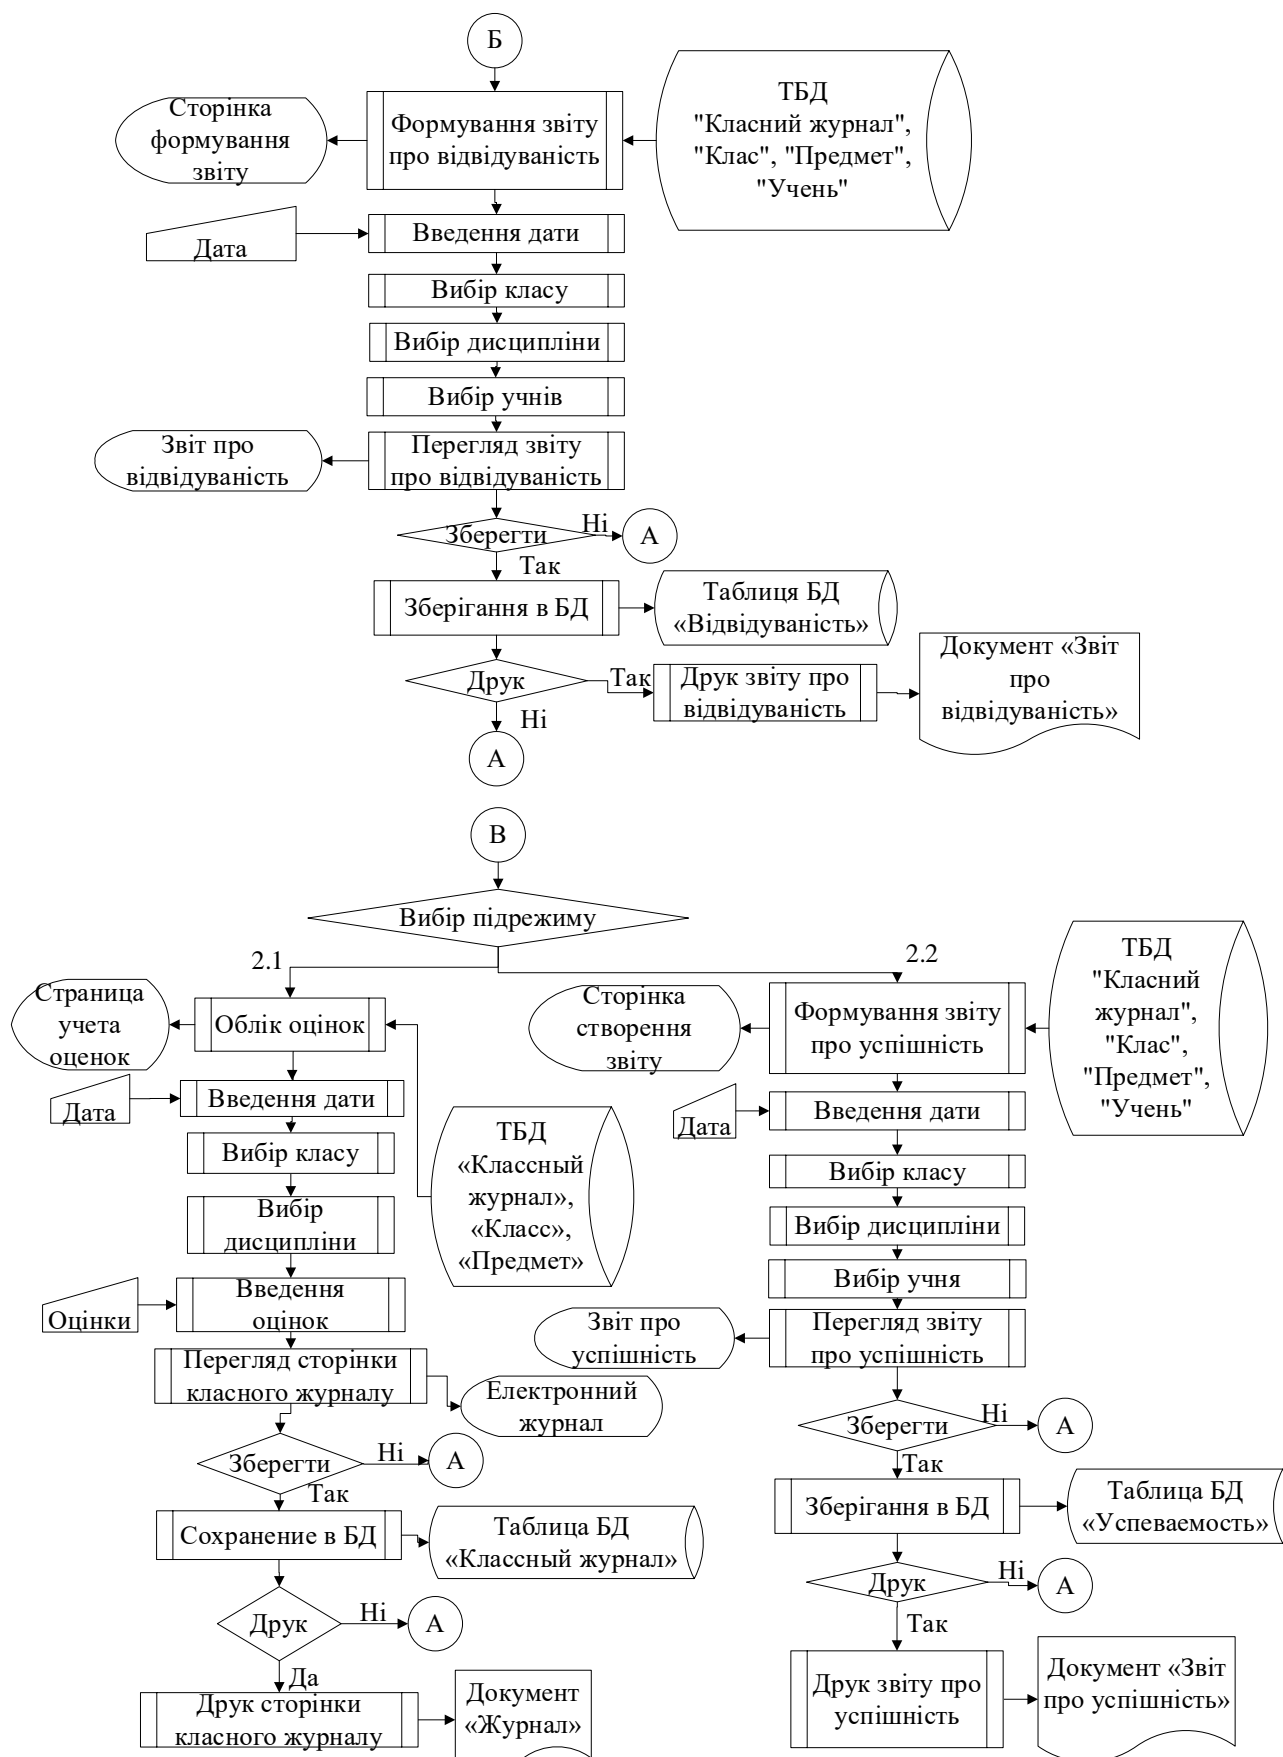 Б
ТБД
"Класний журнал",
"Клас", "Предмет",
"Учень"
Сторінка
формування
звіту
Формування звіту
про відвідуваність
Дата
Введення дати
Вибір класу
Вибір дисципліни
Вибір учнів
Звіт про
відвідуваність
Перегляд звіту
про відвідуваність
Зберегти
Ні
А
Так
Зберігання в БД
Таблиця БД
«Відвідуваність»
Друк
Так
Друк звіту про
відвідуваність
Документ «Звіт
про
відвідуваність»
Ні
А
В
Вибір підрежиму
2.1
2.2
Страница
учета
оценок
Облік оцінок
Дата
Введення дати
Вибір класу
Вибір
дисципліни
ТБД
«Классный
журнал»,
«Класс»,
«Предмет»
Оцінки
Введення
оцінок
Перегляд сторінки
класного журналу
Електронний
журнал
Зберегти
Ні
А
Так
Сохранение в БД
Таблица БД
«Классный журнал»
Друк
Ні
А
Да
Друк сторінки
класного журналу
Документ
«Журнал»
Сторінка
створення
звіту
Формування звіту
про успішність
ТБД
"Класний
журнал",
"Клас",
"Предмет",
"Учень"
Дата
Введення дати
Вибір класу
Вибір дисципліни
Вибір учня
Звіт про
успішність
Перегляд звіту
про успішність
Зберегти
Ні
А
Так
Зберігання в БД
Таблица БД
«Успеваемость»
Друк
Ні
А
Так
Друк звіту про
успішність
Документ «Звіт
про успішність»